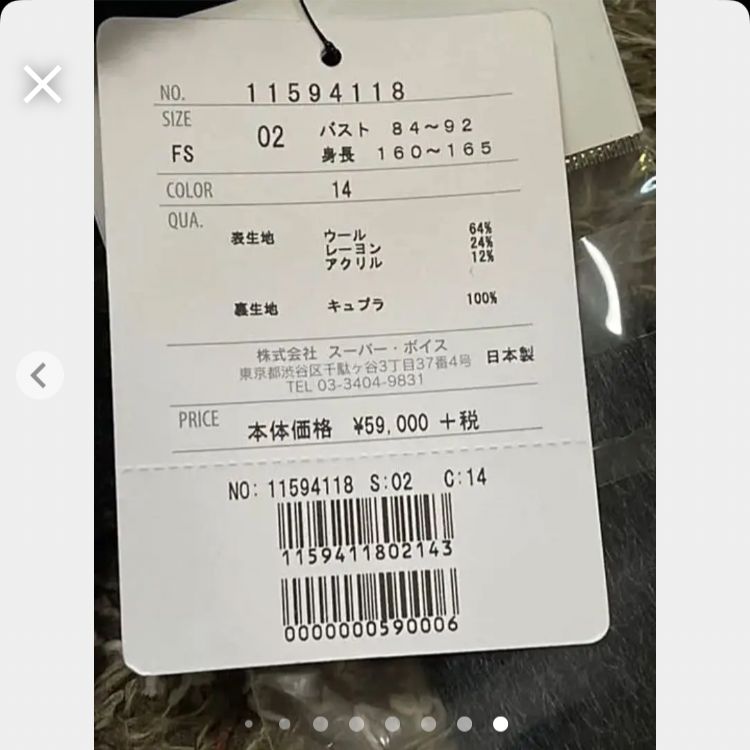 NO. 11594118
SIZE
FS 02 バスト 84〜92
身長 160〜165
COLOR 14
QUA.
表生地 ウール 64%
レーヨン 24%
アクリル 12%
裏生地 キュプラ 100%
株式会社 スーパー・ボイス
東京都渋谷区千駄ヶ谷3丁目37番4号 日本製
TEL 03-3404-9831
PRICE 本体価格 ¥59,000 +税
NO: 11594118 S:02 C:14
1159411802143
0000000590006